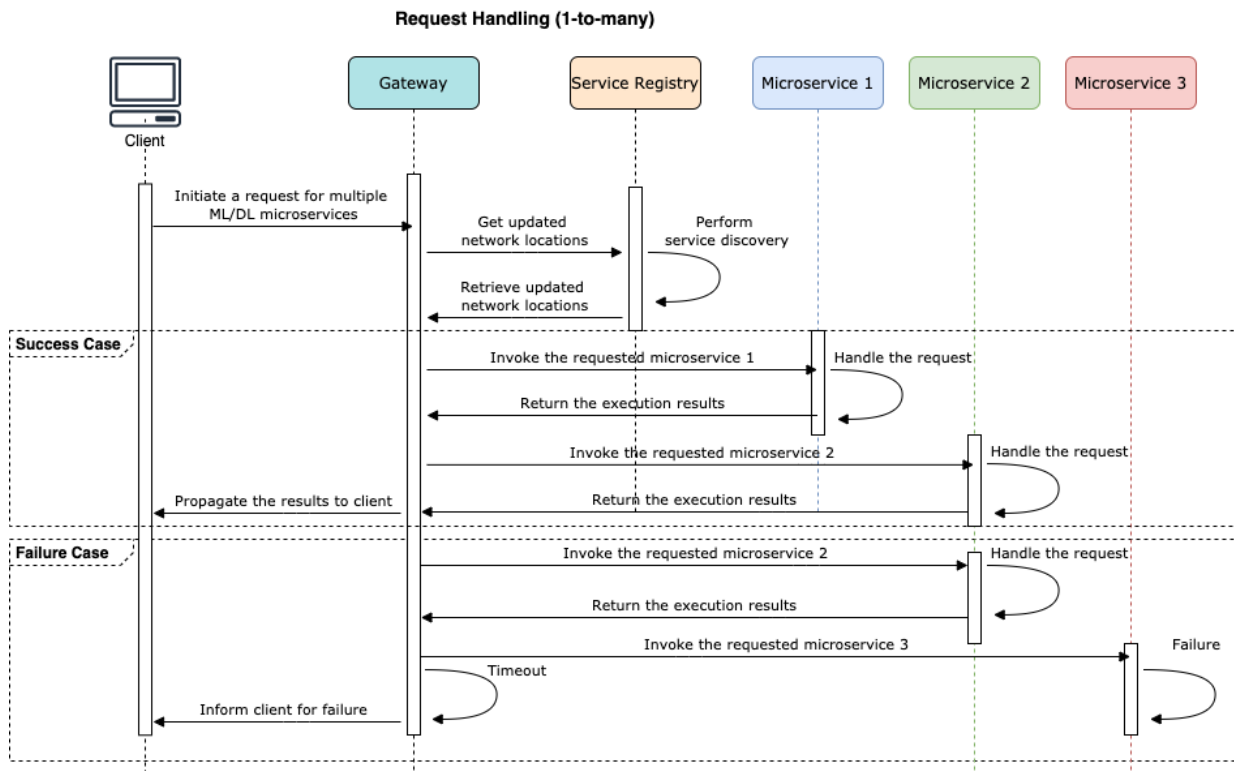 Request Handling (1-to-many)
Client
Gateway
Service Registry
Microservice 1
Microservice 2
Microservice 3
Initiate a request for multiple
ML/DL microservices
Get updated
network locations
Perform
service discovery
Retrieve updated
network locations
Success Case
Invoke the requested microservice 1
Handle the request
Return the execution results
Invoke the requested microservice 2
Handle the request
Propagate the results to client
Return the execution results
Failure Case
Invoke the requested microservice 2
Handle the request
Return the execution results
Invoke the requested microservice 3
Failure
Timeout
Inform client for failure